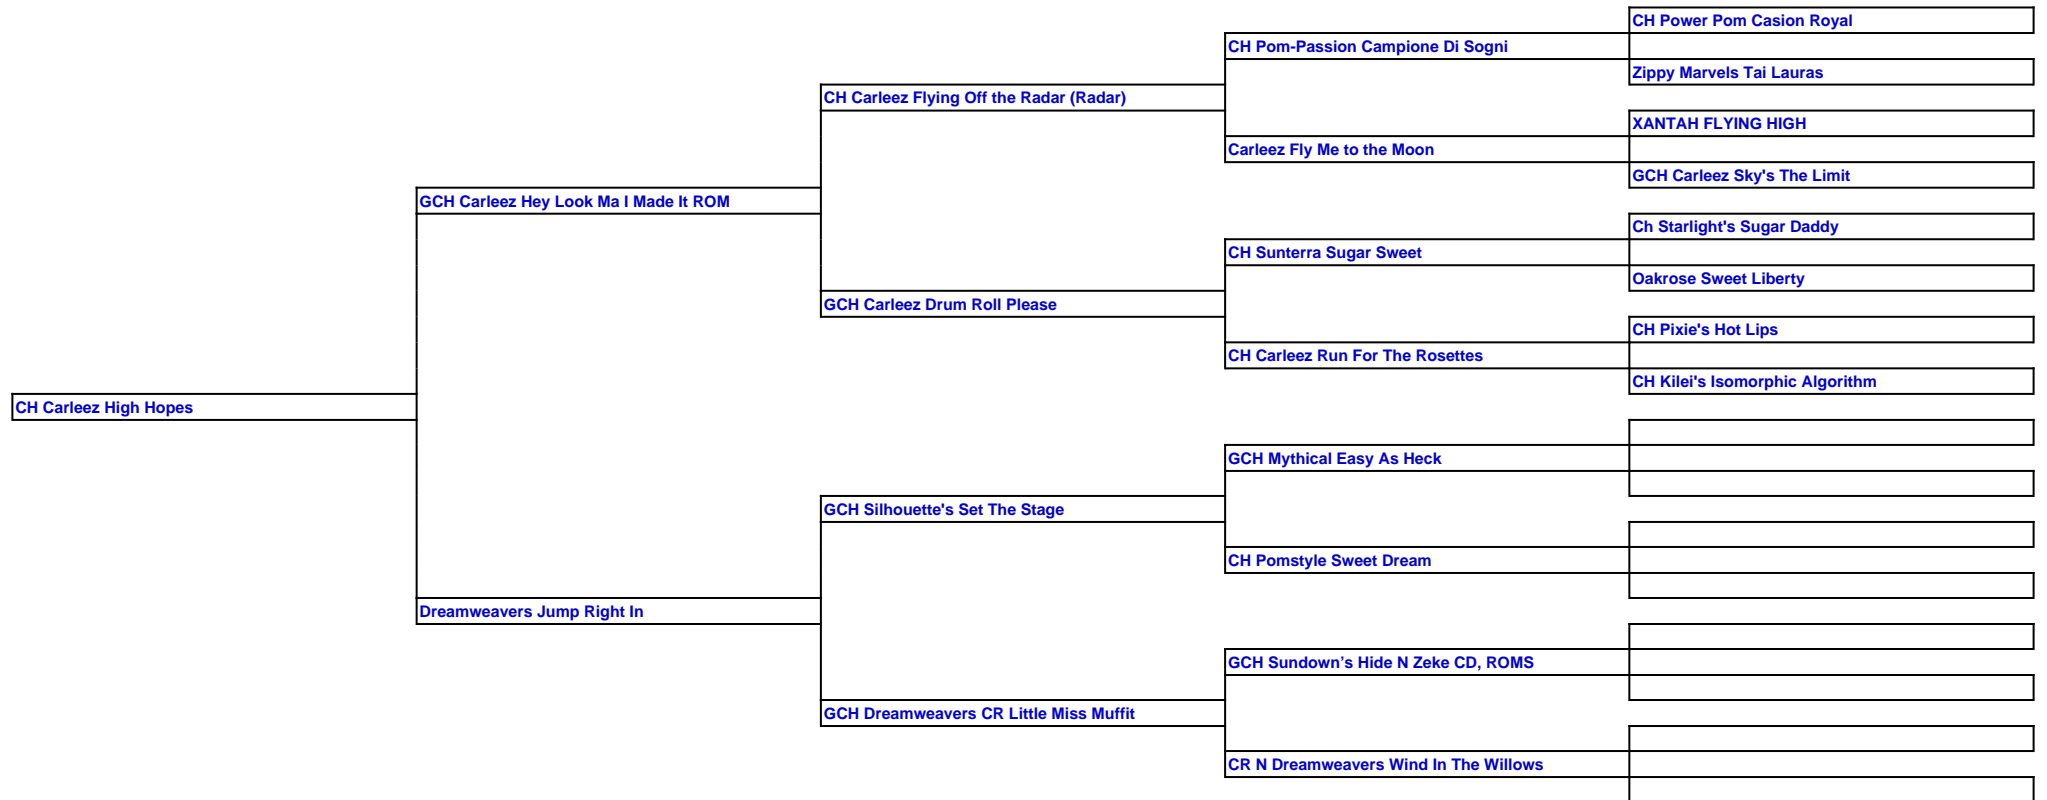 CH Power Pom Casion Royal
CH Pom-Passion Campione Di Sogni
Zippy Marvels Tai Lauras
CH Carleez Flying Off the Radar (Radar)
XANTAH FLYING HIGH
Carleez Fly Me to the Moon
GCH Carleez Sky's The Limit
GCH Carleez Hey Look Ma I Made It ROM
Ch Starlight's Sugar Daddy
CH Sunterra Sugar Sweet
Oakrose Sweet Liberty
GCH Carleez Drum Roll Please
CH Pixie's Hot Lips
CH Carleez Run For The Rosettes
CH Kilei's Isomorphic Algorithm
CH Carleez High Hopes
GCH Mythical Easy As Heck
GCH Silhouette's Set The Stage
CH Pomstyle Sweet Dream
Dreamweavers Jump Right In
GCH Sundown’s Hide N Zeke CD, ROMS
GCH Dreamweavers CR Little Miss Muffit
CR N Dreamweavers Wind In The Willows